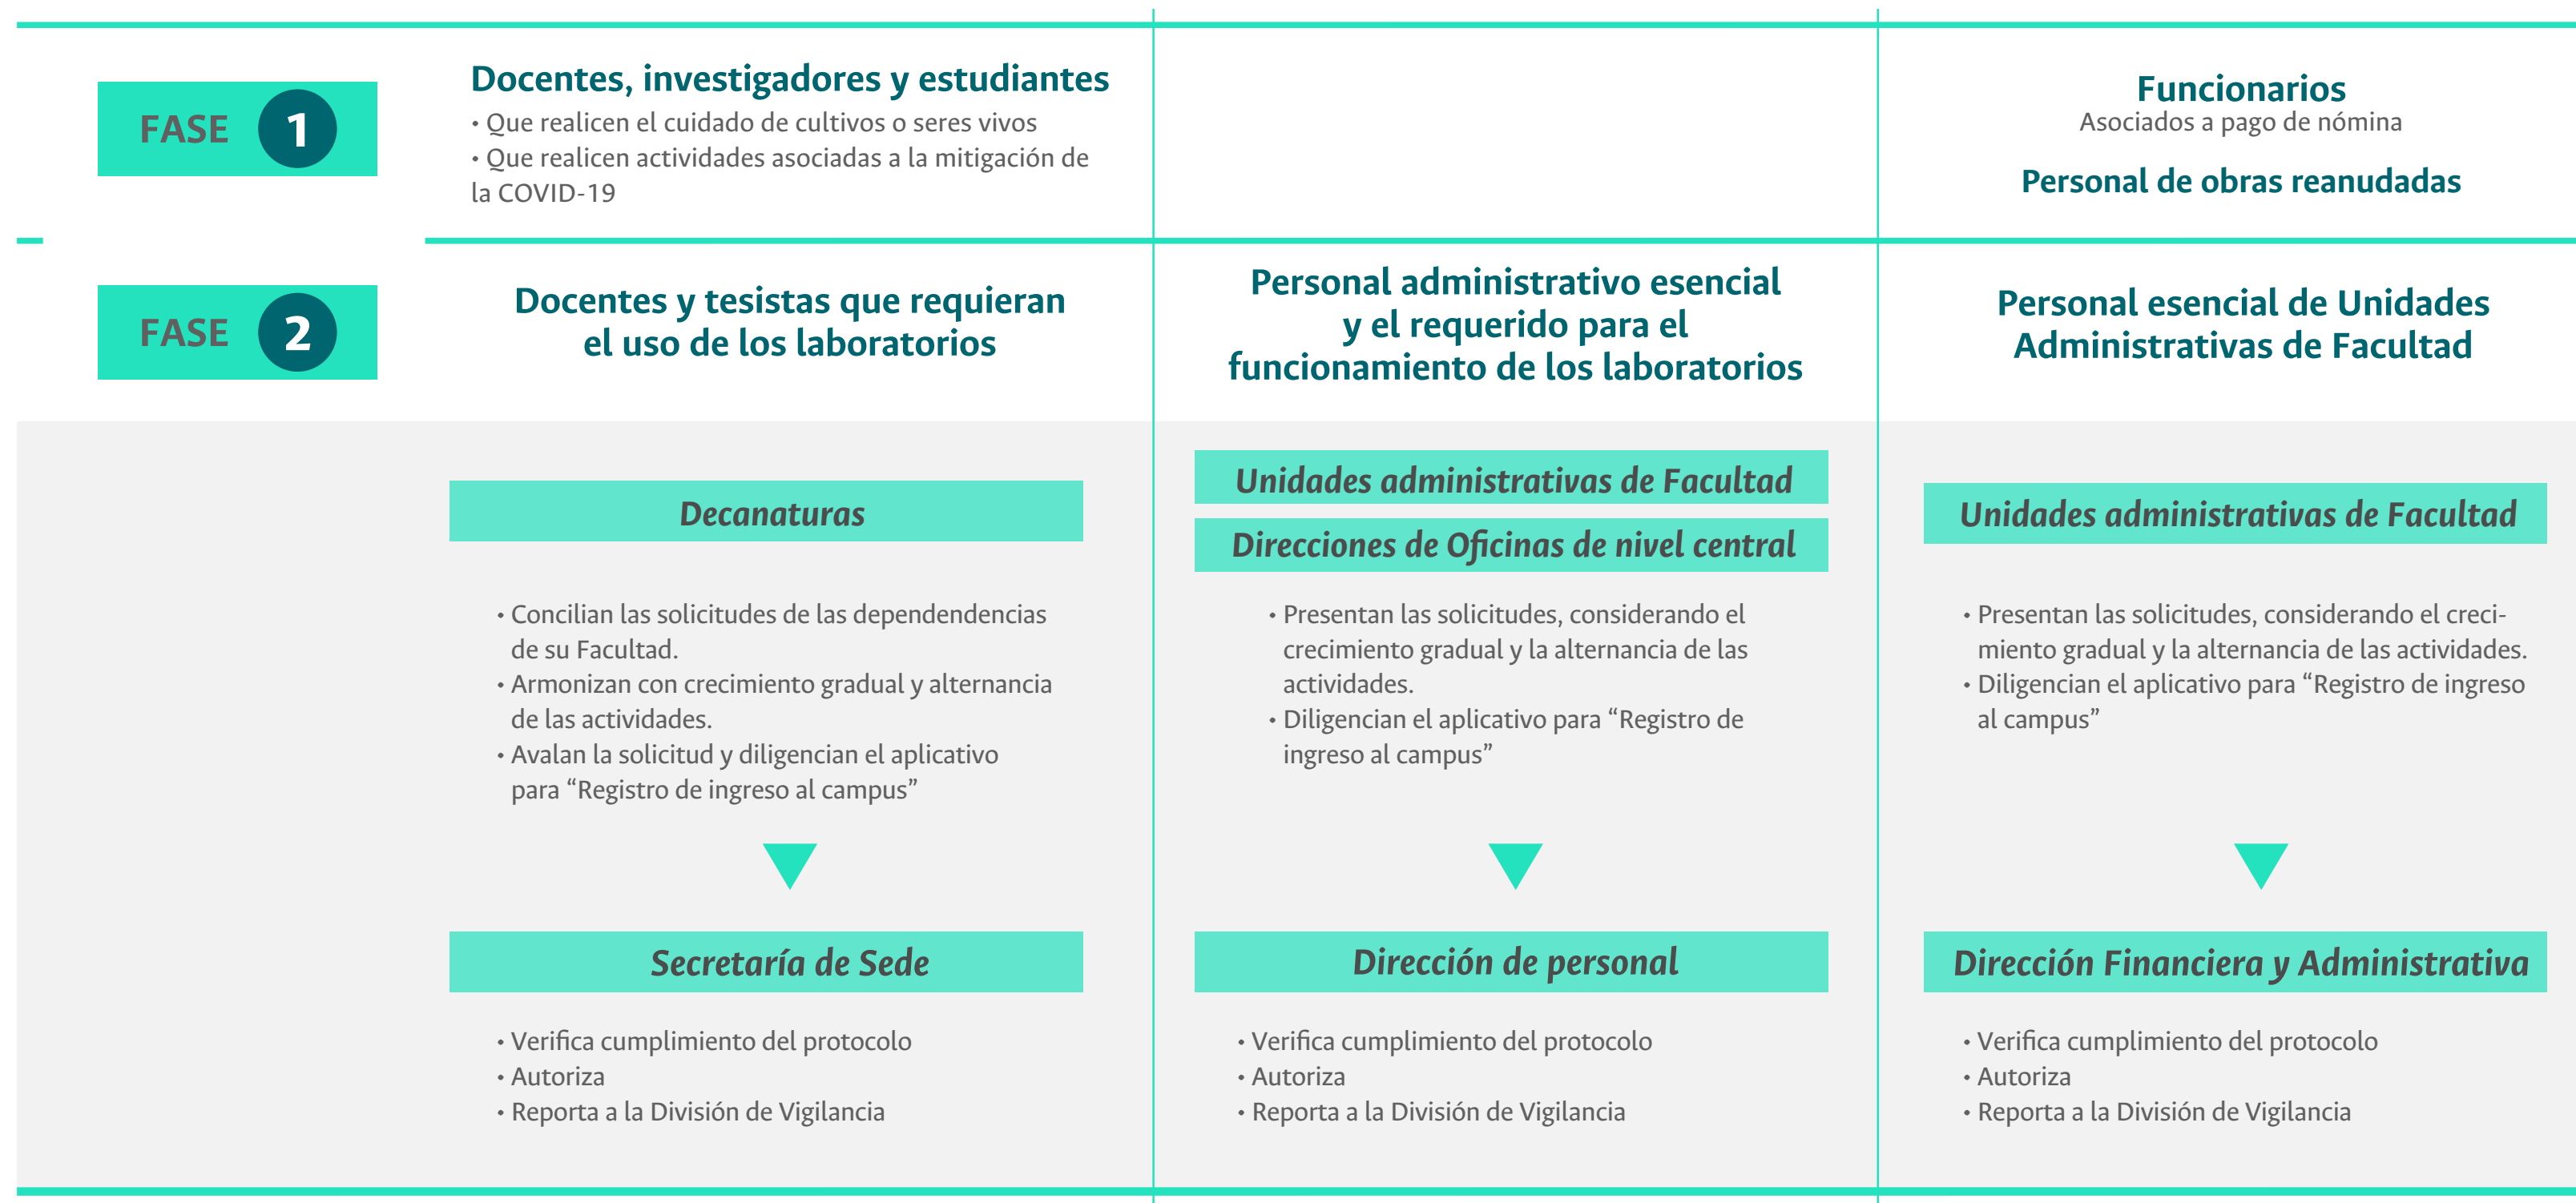 FASE 1
Docentes, investigadores y estudiantes
• Que realicen el cuidado de cultivos o seres vivos
• Que realicen actividades asociadas a la mitigación de
la COVID-19
Funcionarios
Asociados a pago de nómina
Personal de obras reanudadas
FASE 2
Docentes y tesistas que requieran
el uso de los laboratorios
Personal administrativo esencial
y el requerido para el
funcionamiento de los laboratorios
Personal esencial de Unidades
Administrativas de Facultad
Decanaturas
• Concilian las solicitudes de las dependendencias
de su Facultad.
• Armonizan con crecimiento gradual y alternancia
de las actividades.
• Avalan la solicitud y diligencian el aplicativo
para “Registro de ingreso al campus”
Secretaría de Sede
• Verifica cumplimiento del protocolo
• Autoriza
• Reporta a la División de Vigilancia
Unidades administrativas de Facultad
Direcciones de Oficinas de nivel central
• Presentan las solicitudes, considerando el
crecimiento gradual y la alternancia de las
actividades.
• Diligencian el aplicativo para “Registro de
ingreso al campus”
Dirección de personal
• Verifica cumplimiento del protocolo
• Autoriza
• Reporta a la División de Vigilancia
Unidades administrativas de Facultad
• Presentan las solicitudes, considerando el creci-
miento gradual y la alternancia de las actividades.
• Diligencian el aplicativo para “Registro de ingreso
al campus”
Dirección Financiera y Administrativa
• Verifica cumplimiento del protocolo
• Autoriza
• Reporta a la División de Vigilancia